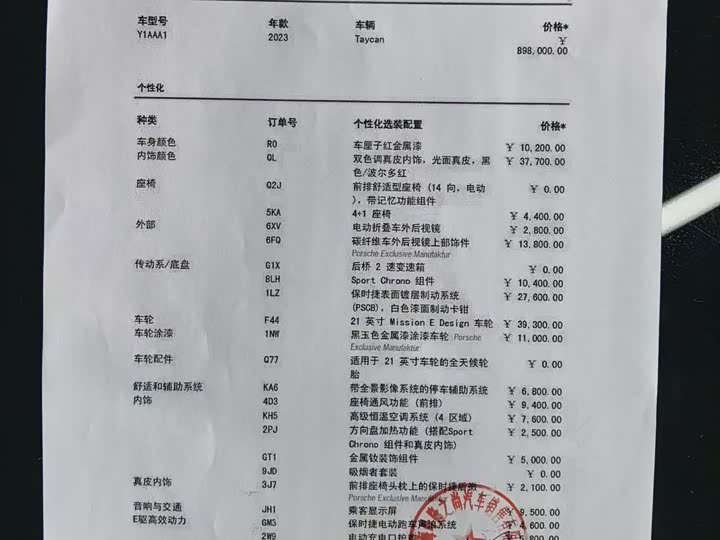 车型号 年款 车辆 价格*
Y1AAA1 2023 Taycan ¥
898,000.00
个性化
种类 订单号 个性化选装配置 价格*
车身颜色 R0 车厘子红金属漆 ¥ 10,200.00
内饰颜色 QL 双色调真皮内饰，光面真皮，黑 ¥ 37,700.00
色/波尔多红
座椅 Q2J 前排舒适型座椅 (14 向，电动 ¥ 0.00
)，带记忆功能组件
5KA 4+1 座椅 ¥ 4,400.00
外部 6XV 电动折叠车外后视镜 ¥ 2,800.00
6FQ 碳纤维车外后视镜上部饰件 ¥ 13,800.00
Porsche Exclusive Manufaktur
传动系/底盘 G1X 后桥 2 速变速箱 ¥ 0.00
8LH Sport Chrono 组件 ¥ 10,400.00
1LZ 保时捷表面镀层制动系统 ¥ 27,600.00
(PSCB)，白色漆面制动卡钳
车轮 F44 21 英寸 Mission E Design 车轮 ¥ 39,300.00
车轮涂漆 1NW 黑玉色金属漆涂漆车轮 Porsche ¥ 11,000.00
Exclusive Manufaktur
车轮配件 Q77 适用于 21 英寸车轮的全天候轮 ¥ 0.00
胎
舒适和辅助系统 KA6 带全景影像系统的停车辅助系统 ¥ 6,800.00
内饰 4D3 座椅通风功能 (前排) ¥ 9,400.00
KH5 高级恒温空调系统 (4 区域) ¥ 7,600.00
2PJ 方向盘加热功能 (搭配Sport ¥ 2,500.00
Chrono 组件和真皮内饰)
GT1 金属钕装饰组件 ¥ 5,000.00
9JD 吸烟者套装 ¥ 0.00
真皮内饰 3J7 前排座椅头枕上的保时捷盾徽 ¥ 2,100.00
Porsche Exclusive Manufaktur
音响与交通 JH1 乘客显示屏 ¥ 9,500.00
E驱高效动力 GM3 保时捷电动跑车声浪系统 ¥ 4,600.00
2W9 电动充电口护